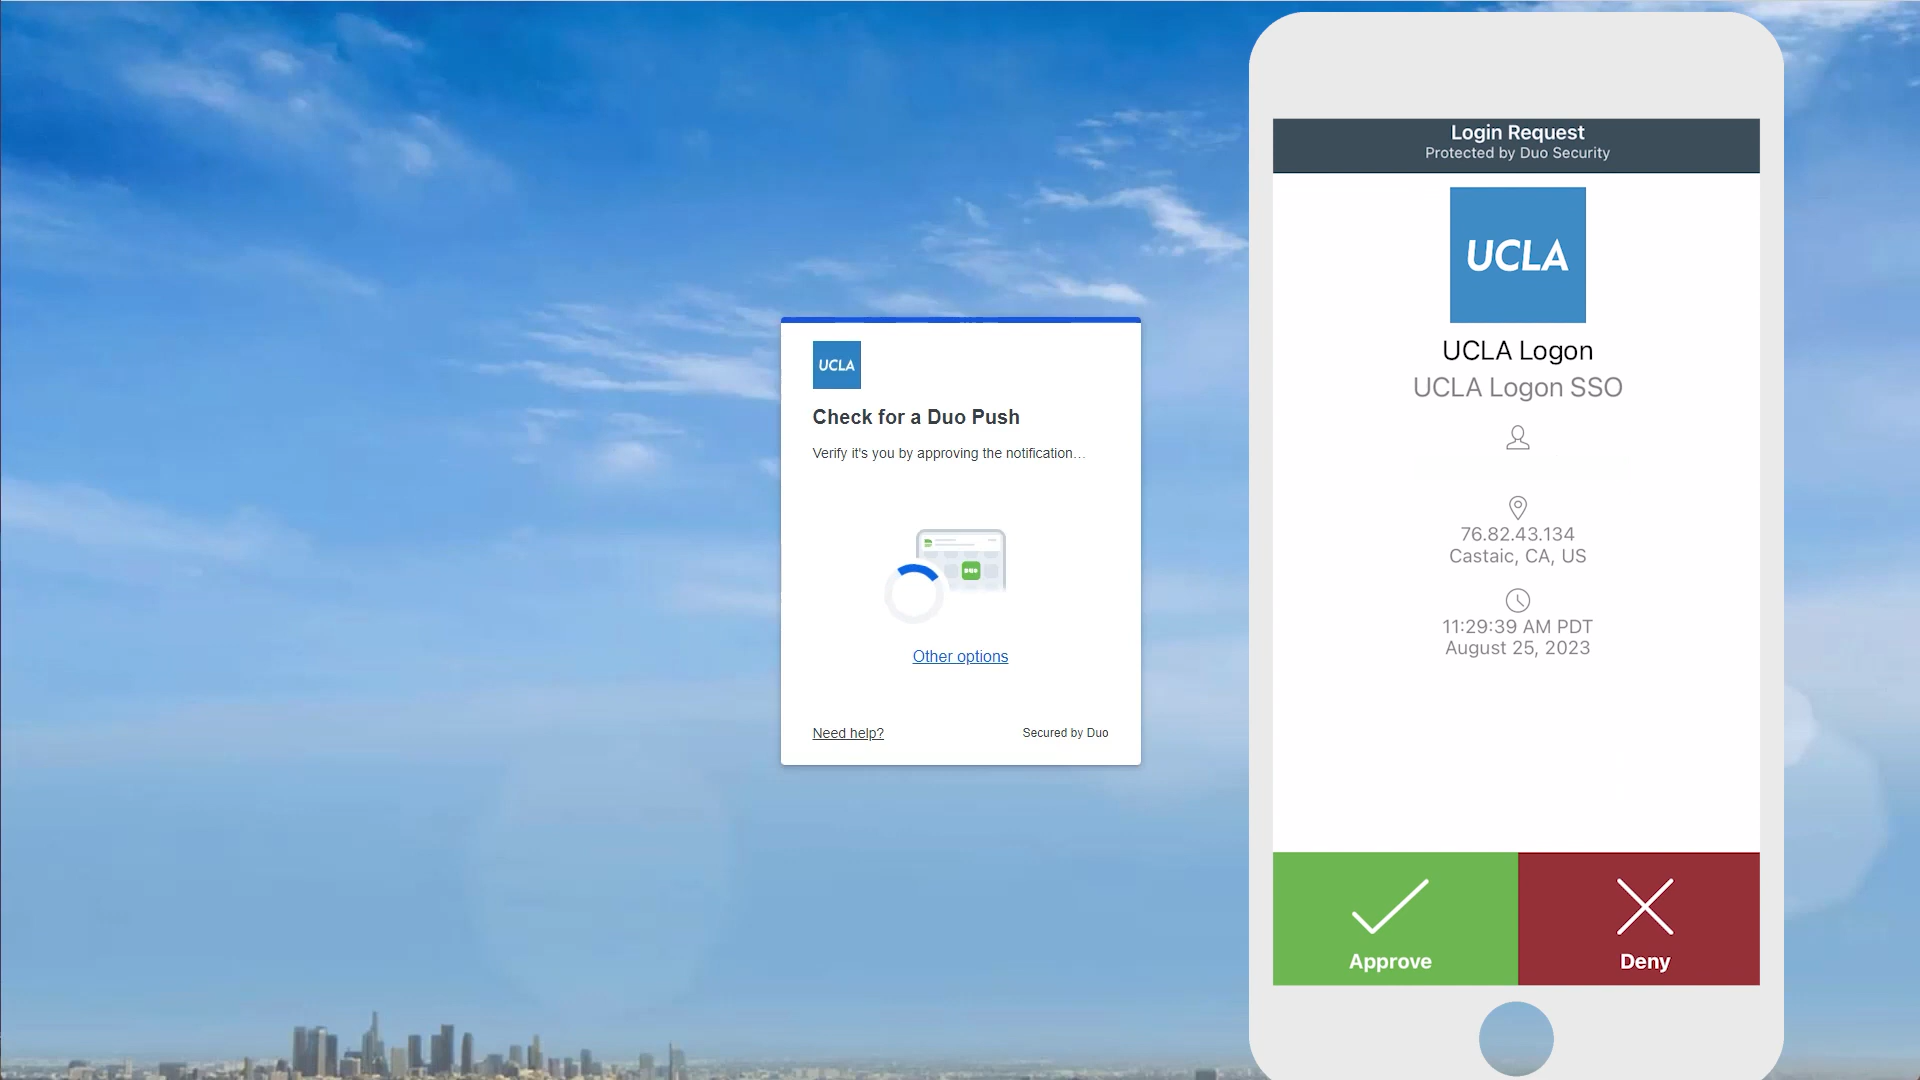 UCLA
Check for a Duo Push
Verify it's you by approving the notification...
Other options
Need help?
Secured by Duo
Login Request
Protected by Duo Security
UCLA
UCLA Logon
UCLA Logon SSO
76.82.43.134
Castaic, CA, US
11:29:39 AM PDT
August 25, 2023
Approve
Deny